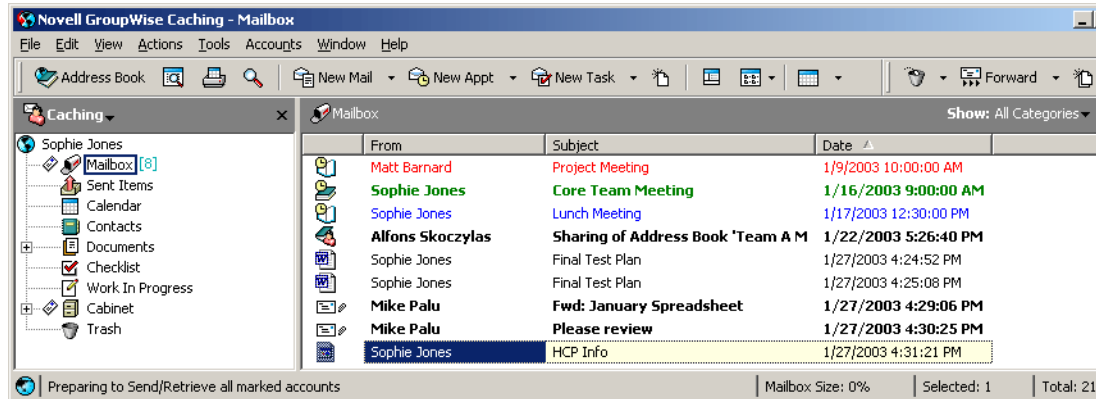 Novell GroupWise Caching - Mailbox
File Edit View Actions Tools Accounts Window Help
Address Book New Mail New Appt New Task Forward
Caching Mailbox Show: All Categories
Sophie Jones
Mailbox [8]
Sent Items
Calendar
Contacts
Documents
Checklist
Work In Progress
Cabinet
Trash
From Subject Date
Matt Barnard Project Meeting 1/9/2003 10:00:00 AM
Sophie Jones Core Team Meeting 1/16/2003 9:00:00 AM
Sophie Jones Lunch Meeting 1/17/2003 12:30:00 PM
Alfons Skoczylas Sharing of Address Book 'Team A M 1/22/2003 5:26:40 PM
Sophie Jones Final Test Plan 1/27/2003 4:24:52 PM
Sophie Jones Final Test Plan 1/27/2003 4:25:08 PM
Mike Palu Fwd: January Spreadsheet 1/27/2003 4:29:06 PM
Mike Palu Please review 1/27/2003 4:30:25 PM
Sophie Jones HCP Info 1/27/2003 4:31:21 PM
Preparing to Send/Retrieve all marked accounts Mailbox Size: 0% Selected: 1 Total: 21